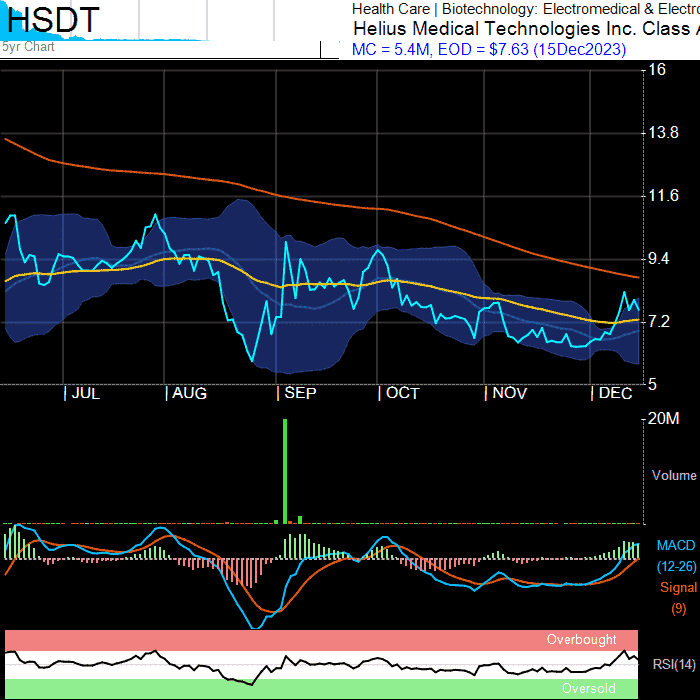 HSDT
5yr Chart
Health Care | Biotechnology: Electromedical & Electro
Helius Medical Technologies Inc. Class A
MC = 5.4M, EOD = $7.63 (15Dec2023)
16
13.8
11.6
9.4
7.2
5
JUL AUG SEP OCT NOV DEC
20M
Volume
MACD
(12-26)
Signal
(9)
Overbought
RSI(14)
Oversold